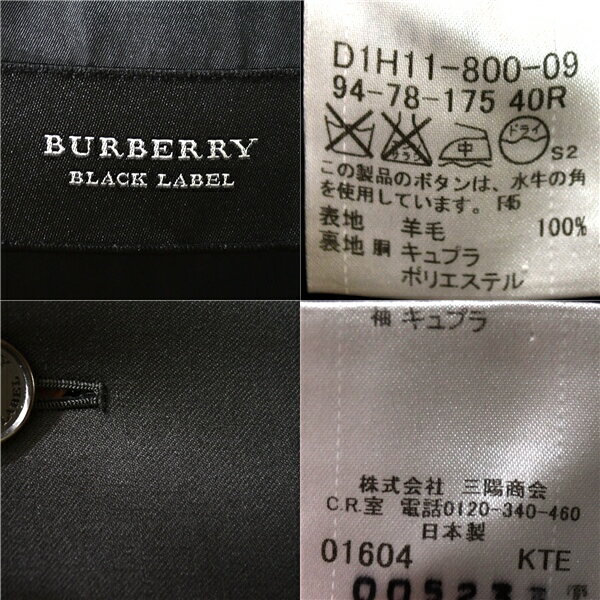 BURBERRY
BLACK LABEL
D1H11-800-09
94-78-175 40R
中 ドライ
S2
この製品のボタンは、水牛の角
を使用しています。 F45
表地 羊毛 100%
裏地 胴 キュプラ
ポリエステル
袖 キュプラ
株式会社 三陽商会
C.R.室 電話0120-340-460
日本製
01604 KTE